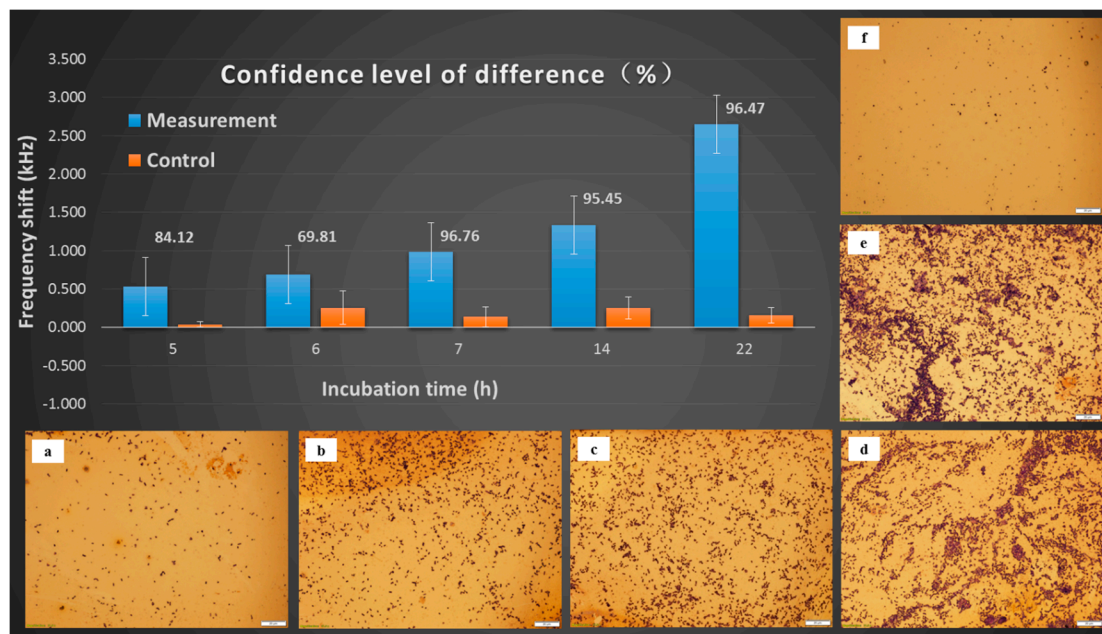 Confidence level of difference（%）
3.500
3.000
2.500
2.000
1.500
1.000
0.500
0.000
-0.500
-1.000
Frequency shift (kHz)
Measurement
Control
84.12
69.81
96.76
95.45
96.47
5
6
7
14
22
Incubation time (h)
f
e
a
b
c
d